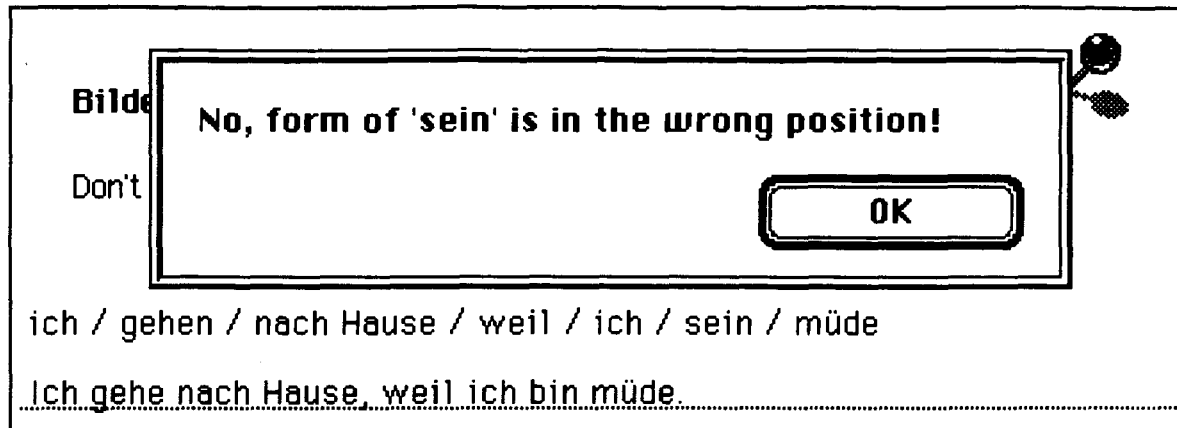 Bilde
No, form of 'sein' is in the wrong position!
Don't
OK
ich / gehen / nach Hause / weil / ich / sein / müde
Ich gehe nach Hause, weil ich bin müde.